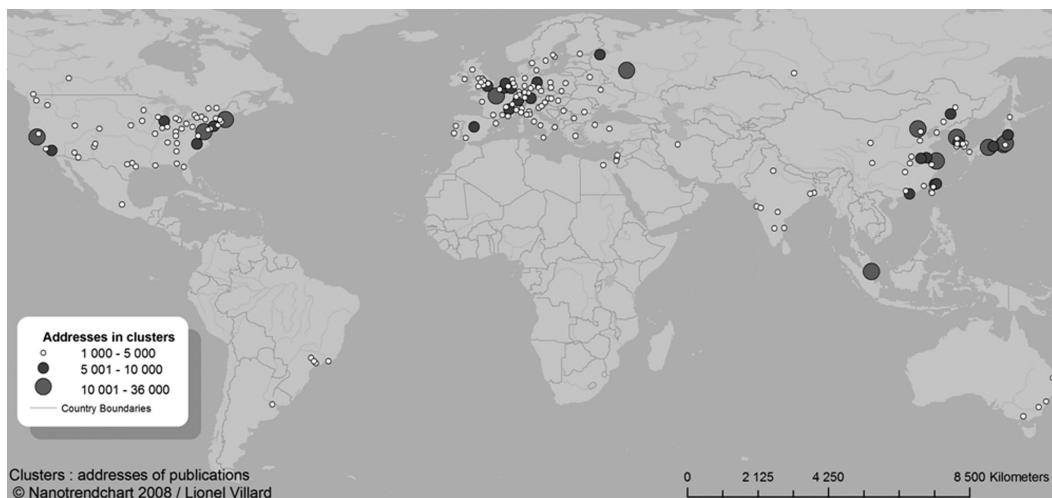 Addresses in clusters
1 000 - 5 000
5 001 - 10 000
10 001 - 36 000
Country Boundaries
Clusters : addresses of publications
© Nanotrendchart 2008 / Lionel Villard
0 2 125 4 250 8 500 Kilometers